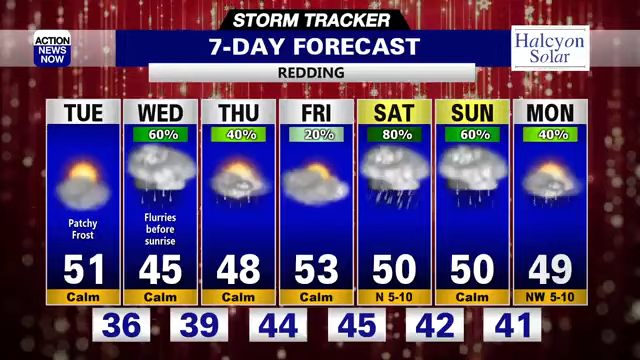 STORM TRACKER
ACTION
NEWS
NOW
7-DAY FORECAST
REDDING
Halcyon
Solar
TUE WED THU FRI SAT SUN MON
60% 40% 20% 80% 60% 40%
Patchy
Frost
Flurries
before
sunrise
51 45 48 53 50 50 49
Calm Calm Calm Calm N 5-10 Calm NW 5-10
36 39 44 45 42 41